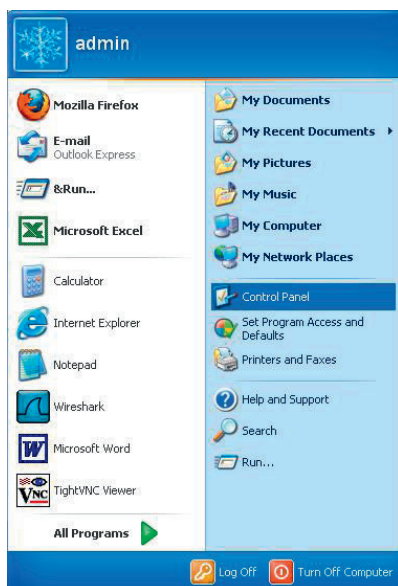 admin
Mozilla Firefox
E-mail
Outlook Express
&Run...
Microsoft Excel
Calculator
Internet Explorer
Notepad
Wireshark
W
Microsoft Word
VNC
TightVNC Viewer
All Programs
My Documents
My Recent Documents
My Pictures
My Music
My Computer
My Network Places
Control Panel
Set Program Access and
Defaults
Printers and Faxes
Help and Support
Search
Run...
Log Off
Turn Off Computer